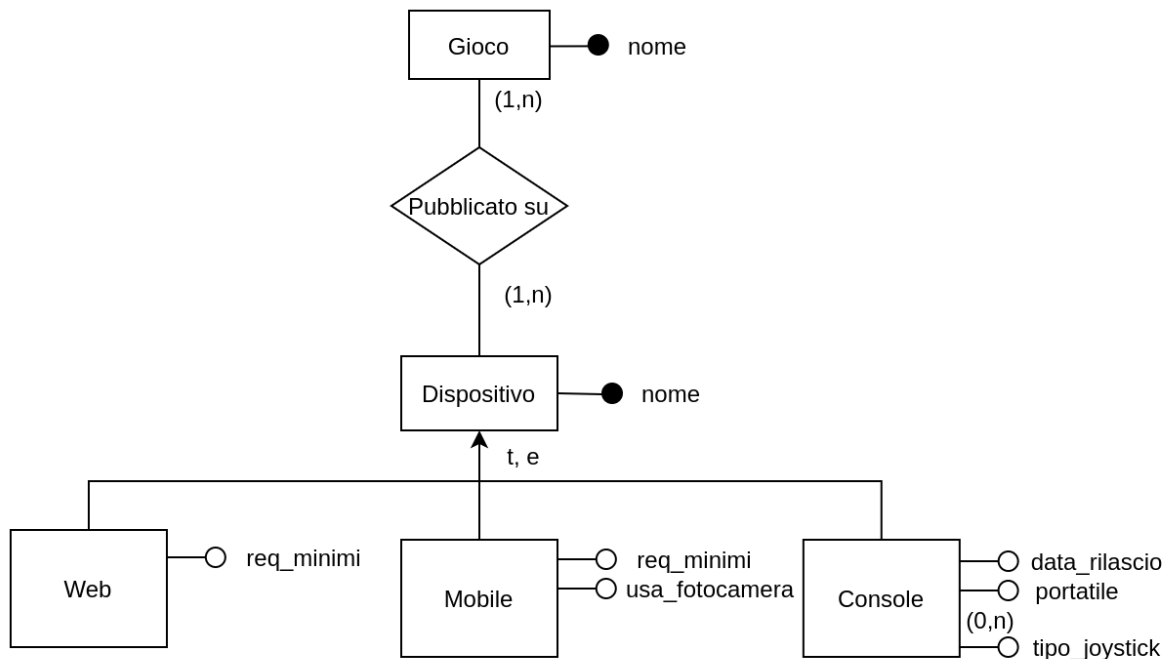 Gioco
nome
(1,n)
Pubblicato su
(1,n)
Dispositivo
nome
t, e
Web
req_minimi
Mobile
req_minimi
usa_fotocamera
Console
data_rilascio
portatile
(0,n)
tipo_joystick